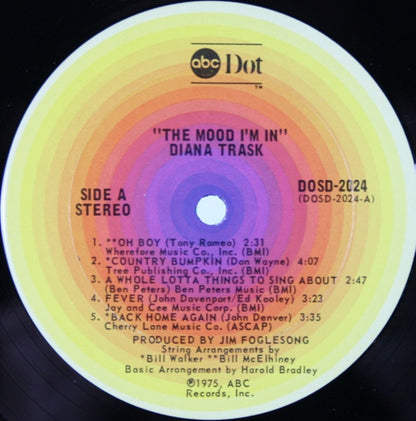 abc Dot
™
"THE MOOD I'M IN"
DIANA TRASK
SIDE A
STEREO
DOSD-2024
(DOSD-2024-A)
1. **OH BOY (Tony Romeo) 2:31
Wherefore Music Co., Inc. (BMI)
2. *COUNTRY BUMPKIN (Don Wayne) 4:07
Tree Publishing Co., Inc. (BMI)
3. A WHOLE LOTTA THINGS TO SING ABOUT 2:47
(Ben Peters) Ben Peters Music (BMI)
4. FEVER (John Davenport/Ed Kooley) 3:23
Jay and Cee Music Corp. (BMI)
5. *BACK HOME AGAIN (John Denver) 3:35
Cherry Lane Music Co. (ASCAP)
PRODUCED BY JIM FOGLESONG
String Arrangements by
*Bill Walker **Bill McElhiney
Basic Arrangement by Harold Bradley
℗1975, ABC
Records, Inc.